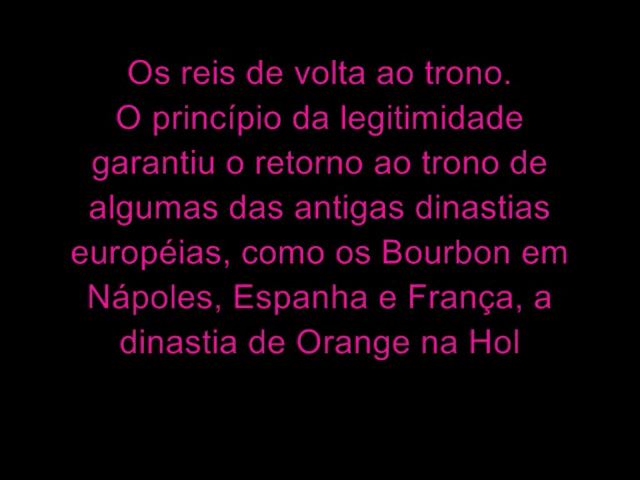 Os reis de volta ao trono.
O princípio da legitimidade
garantiu o retorno ao trono de
algumas das antigas dinastias
européias, como os Bourbon em
Nápoles, Espanha e França, a
dinastia de Orange na Hol